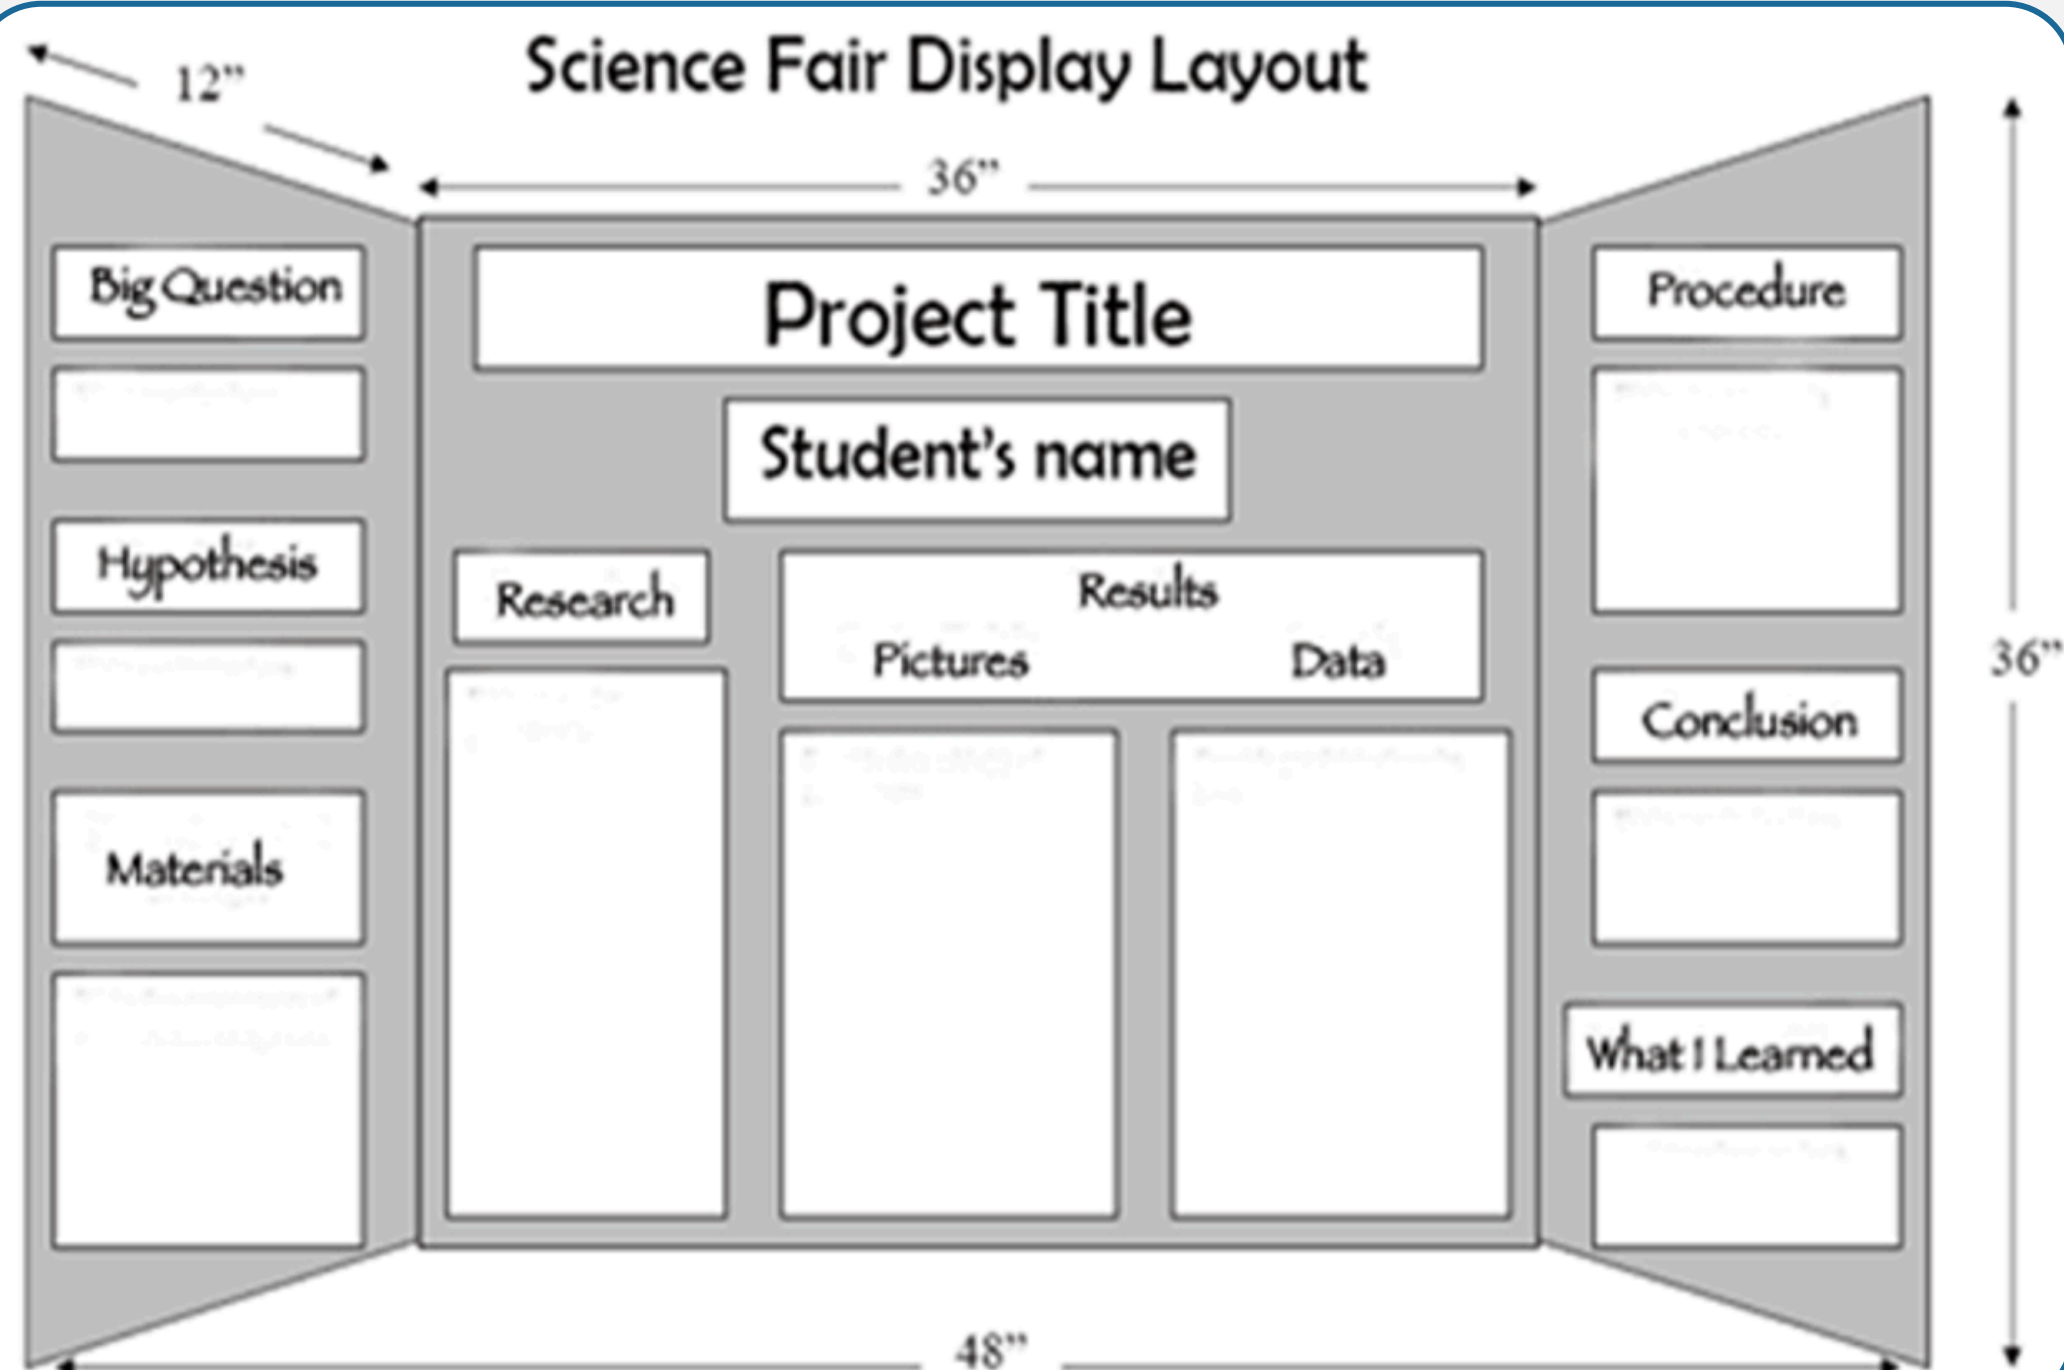 Science Fair Display Layout
12”
36”
Big Question
Hypothesis
Materials
Project Title
Student’s name
Research
Results
Pictures Data
Procedure
Conclusion
What I Learned
36”
48”